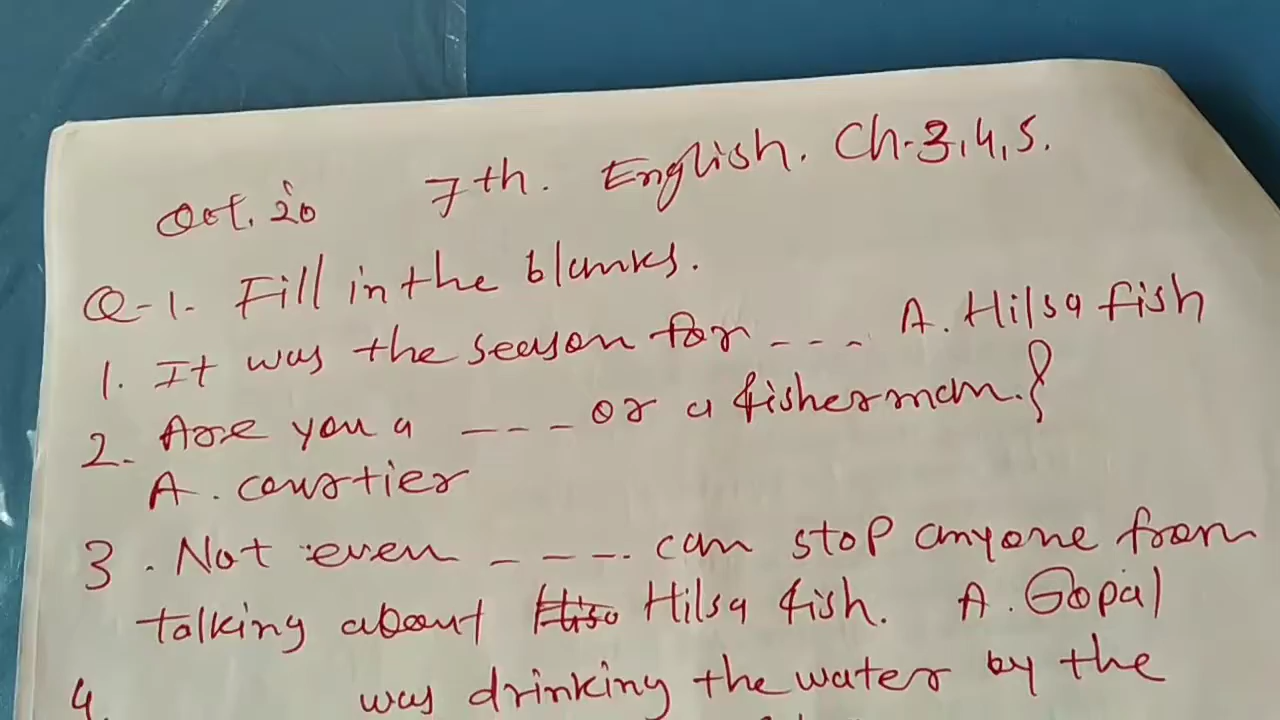 Oct. 20 7th. English. Ch-3,4,5.
Q-1. Fill in the blanks.
1. It was the season for --- A. Hilsa fish
2. Are you a ---- or a fisherman.?
A. courtier
3. Not even ---- can stop anyone from
talking about Hilsa fish. A. Gopal
4. was drinking the water by the